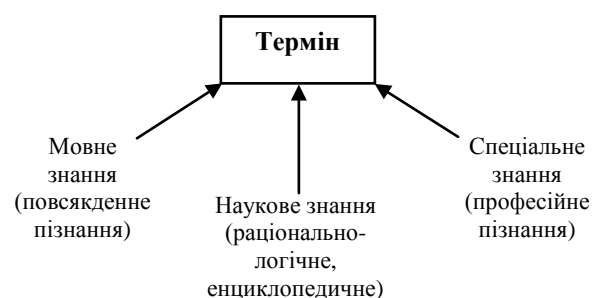 Термін
Мовне
знання
(повсякденне
пізнання)
Наукове знання
(раціонально-
логічне,
енциклопедичне)
Спеціальне
знання
(професійне
пізнання)